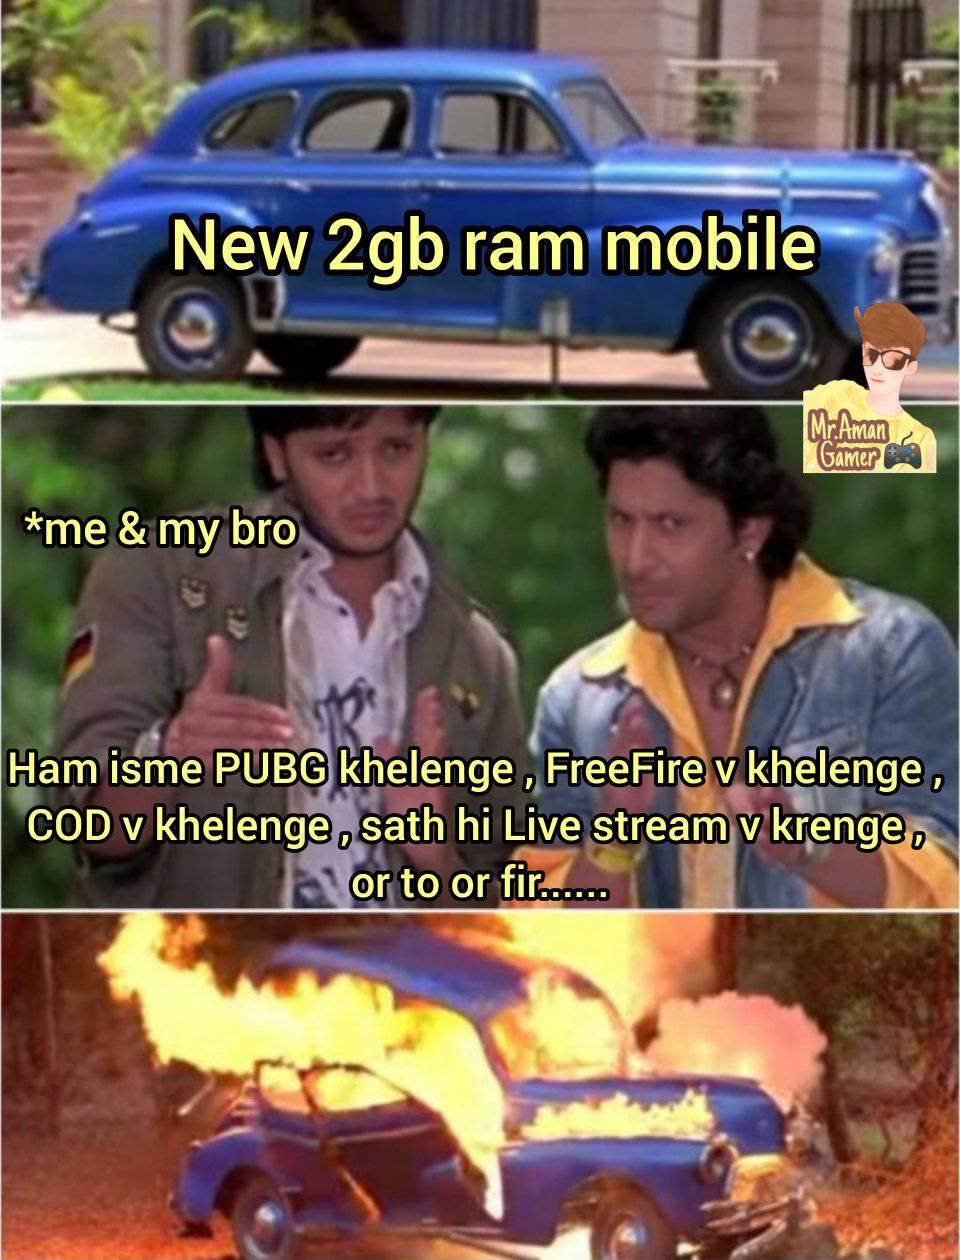 New 2gb ram mobile
Mr.Aman
Gamer
*me & my bro
Ham isme PUBG khelenge , FreeFire v khelenge ,
COD v khelenge , sath hi Live stream v krenge ,
or to or fir......